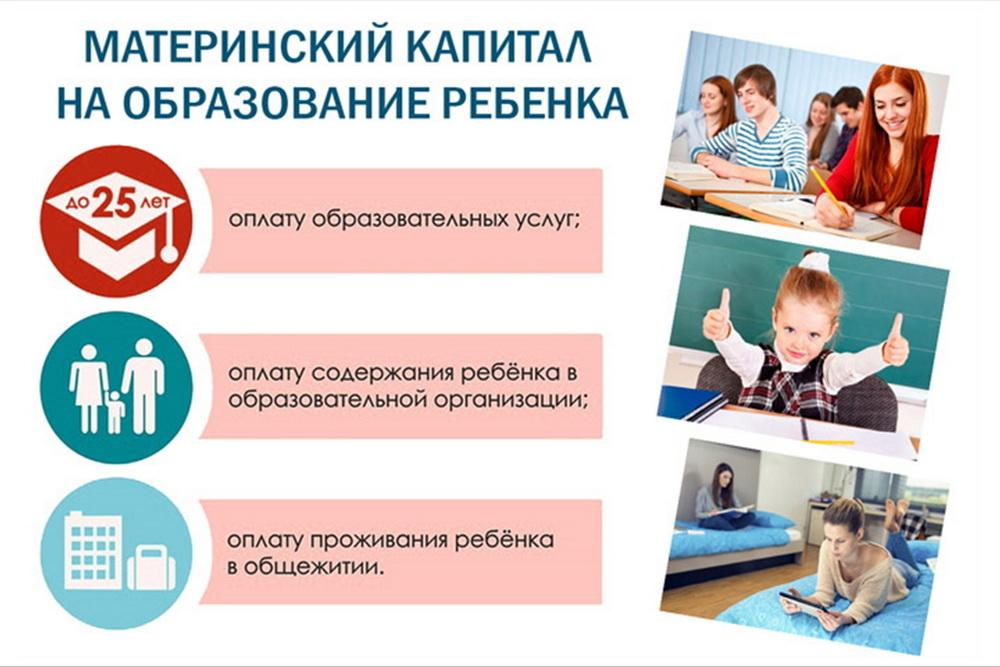 МАТЕРИНСКИЙ КАПИТАЛ
НА ОБРАЗОВАНИЕ РЕБЕНКА
до 25 лет
оплату образовательных услуг;
оплату содержания ребёнка в
образовательной организации;
оплату проживания ребёнка
в общежитии.